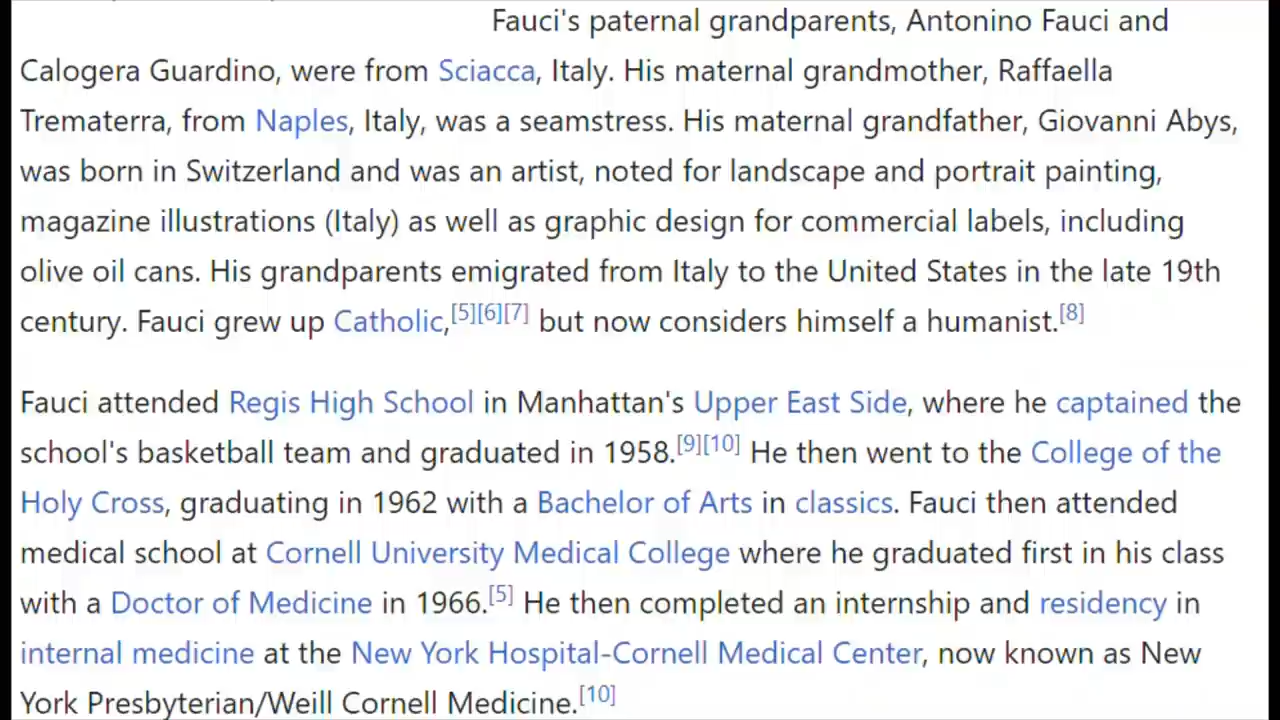 Fauci's paternal grandparents, Antonino Fauci and
Calogera Guardino, were from Sciacca, Italy. His maternal grandmother, Raffaella
Trematerra, from Naples, Italy, was a seamstress. His maternal grandfather, Giovanni Abys,
was born in Switzerland and was an artist, noted for landscape and portrait painting,
magazine illustrations (Italy) as well as graphic design for commercial labels, including
olive oil cans. His grandparents emigrated from Italy to the United States in the late 19th
century. Fauci grew up Catholic,[5][6][7] but now considers himself a humanist.[8]
Fauci attended Regis High School in Manhattan's Upper East Side, where he captained the
school's basketball team and graduated in 1958.[9][10] He then went to the College of the
Holy Cross, graduating in 1962 with a Bachelor of Arts in classics. Fauci then attended
medical school at Cornell University Medical College where he graduated first in his class
with a Doctor of Medicine in 1966.[5] He then completed an internship and residency in
internal medicine at the New York Hospital-Cornell Medical Center, now known as New
York Presbyterian/Weill Cornell Medicine.[10]